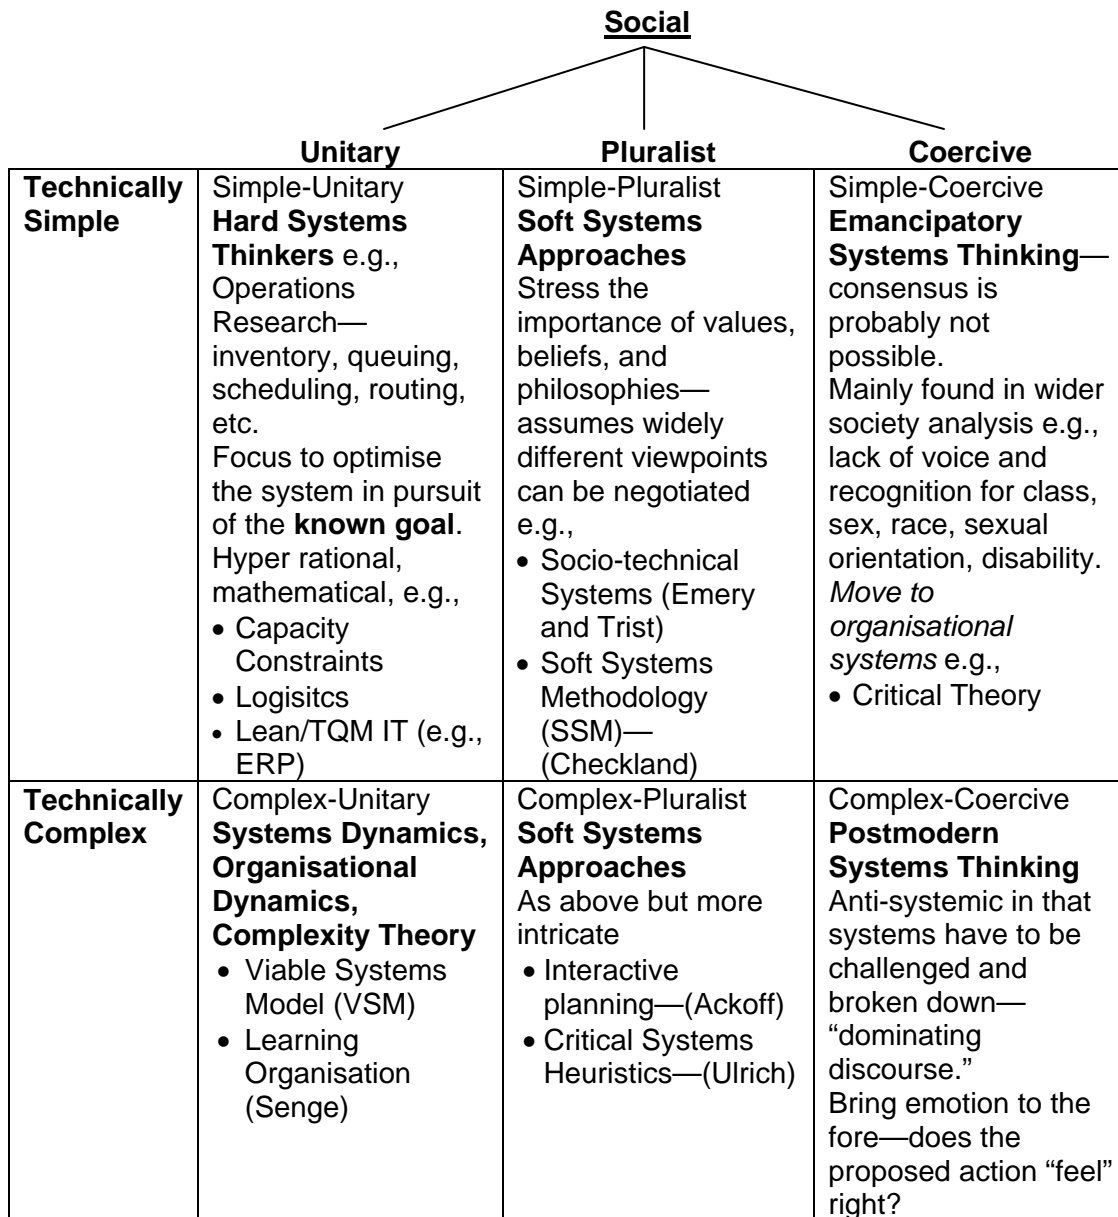 Social
Unitary
Pluralist
Coercive
Technically
Simple
Simple-Unitary
Hard Systems
Thinkers e.g.,
Operations
Research—
inventory, queuing,
scheduling, routing,
etc.
Focus to optimise
the system in pursuit
of the known goal.
Hyper rational,
mathematical, e.g.,
• Capacity
Constraints
• Logisitcs
• Lean/TQM IT (e.g.,
ERP)
Simple-Pluralist
Soft Systems
Approaches
Stress the
importance of values,
beliefs, and
philosophies—
assumes widely
different viewpoints
can be negotiated
e.g.,
• Socio-technical
Systems (Emery
and Trist)
• Soft Systems
Methodology
(SSM)—
(Checkland)
Simple-Coercive
Emancipatory
Systems Thinking—
consensus is
probably not
possible.
Mainly found in wider
society analysis e.g.,
lack of voice and
recognition for class,
sex, race, sexual
orientation, disability.
Move to
organisational
systems e.g.,
• Critical Theory
Technically
Complex
Complex-Unitary
Systems Dynamics,
Organisational
Dynamics,
Complexity Theory
• Viable Systems
Model (VSM)
• Learning
Organisation
(Senge)
Complex-Pluralist
Soft Systems
Approaches
As above but more
intricate
• Interactive
planning—(Ackoff)
• Critical Systems
Heuristics—(Ulrich)
Complex-Coercive
Postmodern
Systems Thinking
Anti-systemic in that
systems have to be
challenged and
broken down—
“dominating
discourse.”
Bring emotion to the
fore—does the
proposed action “feel”
right?